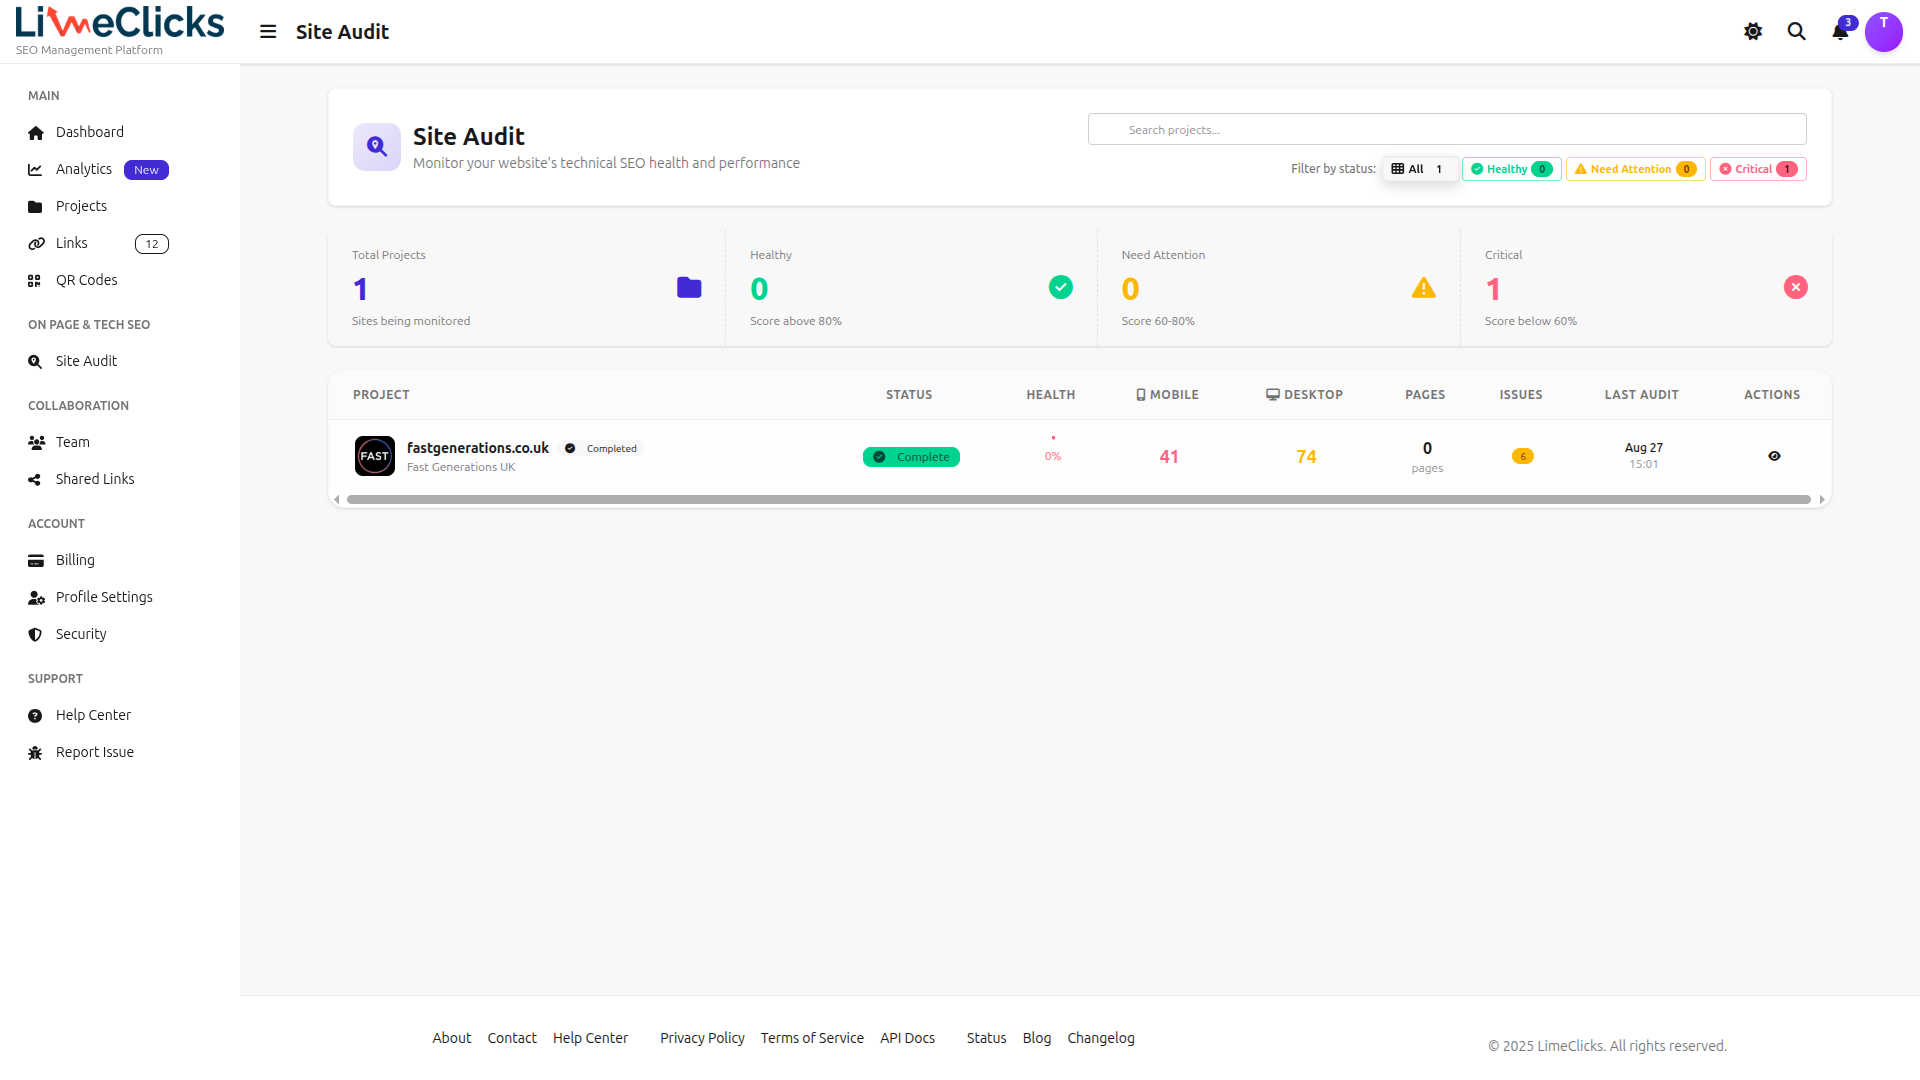 LimeClicks
SEO Management Platform
Site Audit
3
T
MAIN
Dashboard
Analytics New
Projects
Links 12
QR Codes
ON PAGE & TECH SEO
Site Audit
COLLABORATION
Team
Shared Links
ACCOUNT
Billing
Profile Settings
Security
SUPPORT
Help Center
Report Issue
Site Audit
Monitor your website's technical SEO health and performance
Search projects...
Filter by status: All 1 Healthy 0 Need Attention 0 Critical 1
Total Projects
1
Sites being monitored
Healthy
0
Score above 80%
Need Attention
0
Score 60-80%
Critical
1
Score below 60%
PROJECT STATUS HEALTH MOBILE DESKTOP PAGES ISSUES LAST AUDIT ACTIONS
FAST
fastgenerations.co.uk Completed
Fast Generations UK
Complete
0%
41
74
0
pages
6
Aug 27
15:01
About Contact Help Center Privacy Policy Terms of Service API Docs Status Blog Changelog
© 2025 LimeClicks. All rights reserved.